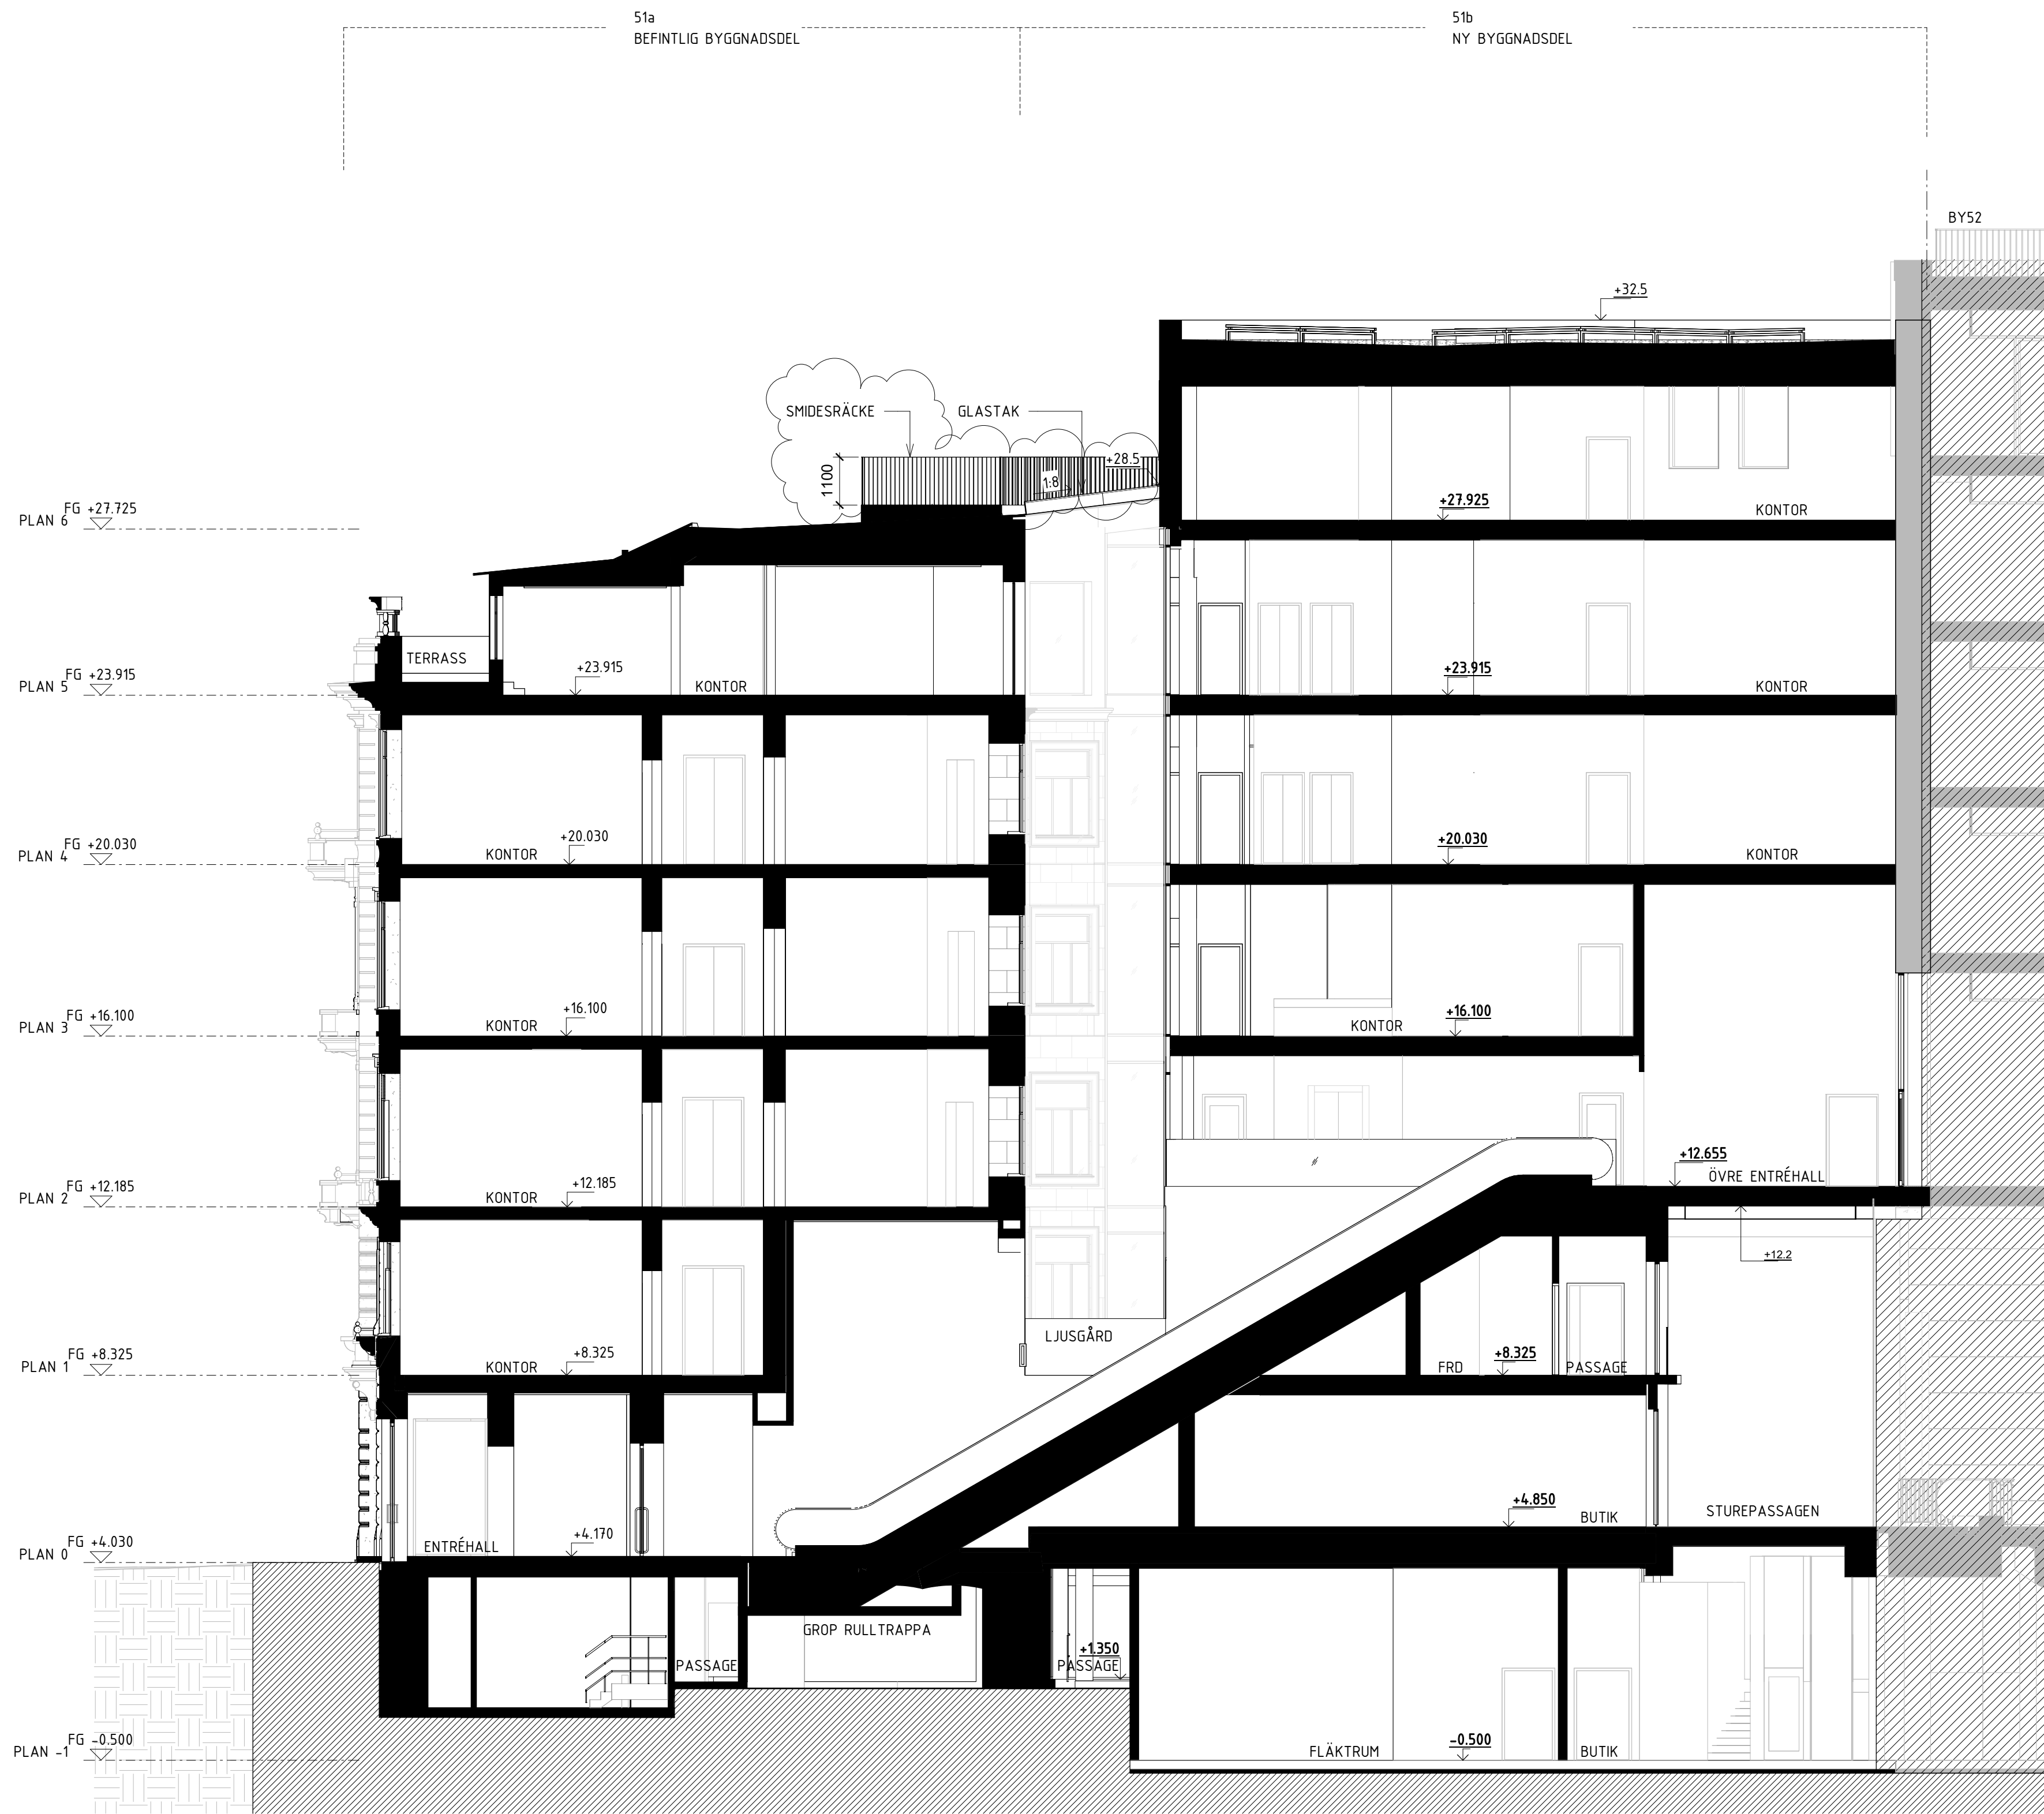 51a
BEFINTLIG BYGGNADSDEL
51b
NY BYGGNADSDEL
BY52
+32.5
SMIDESRÄCKE
GLASTAK
+28.5
1:8
1100
FG +27.725
PLAN 6
+27.925
KONTOR
TERRASS
FG +23.915
PLAN 5
+23.915
KONTOR
+23.915
KONTOR
FG +20.030
PLAN 4
+20.030
KONTOR
+20.030
KONTOR
FG +16.100
PLAN 3
+16.100
KONTOR
+16.100
KONTOR
FG +12.185
PLAN 2
+12.185
KONTOR
+12.655
ÖVRE ENTRÉHALL
+12.2
LJUSGÅRD
FG +8.325
PLAN 1
+8.325
KONTOR
FRD
+8.325
PASSAGE
FG +4.030
PLAN 0
ENTRÉHALL
+4.170
+4.850
BUTIK
STUREPASSAGEN
GROP RULLTRAPPA
PASSAGE
+1.350
PASSAGE
FG -0.500
PLAN -1
FLÄKTRUM
-0.500
BUTIK